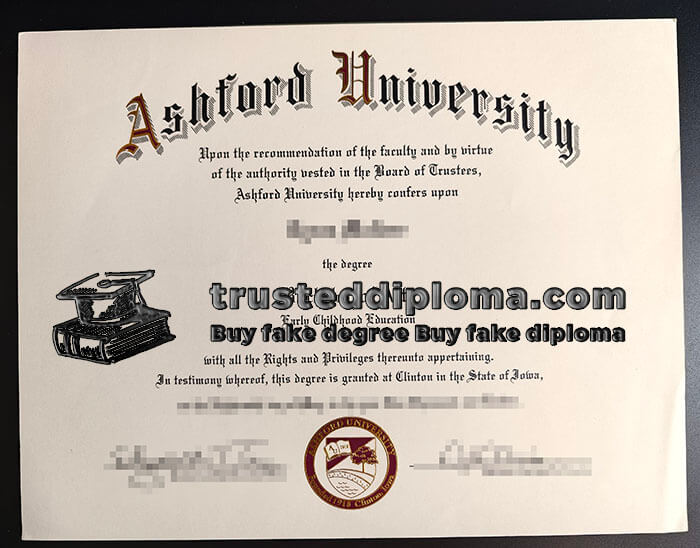 Ashford University
Upon the recommendation of the faculty and by virtue
of the authority vested in the Board of Trustees,
Ashford University hereby confers upon
the degree
trusteddiploma.com
Early Childhood Education
Buy fake degree Buy fake diploma
with all the Rights and Privileges thereunto appertaining.
In testimony whereof, this degree is granted at Clinton in the State of Iowa,
ASHFORD UNIVERSITY
Founded 1918 Clinton, Iowa